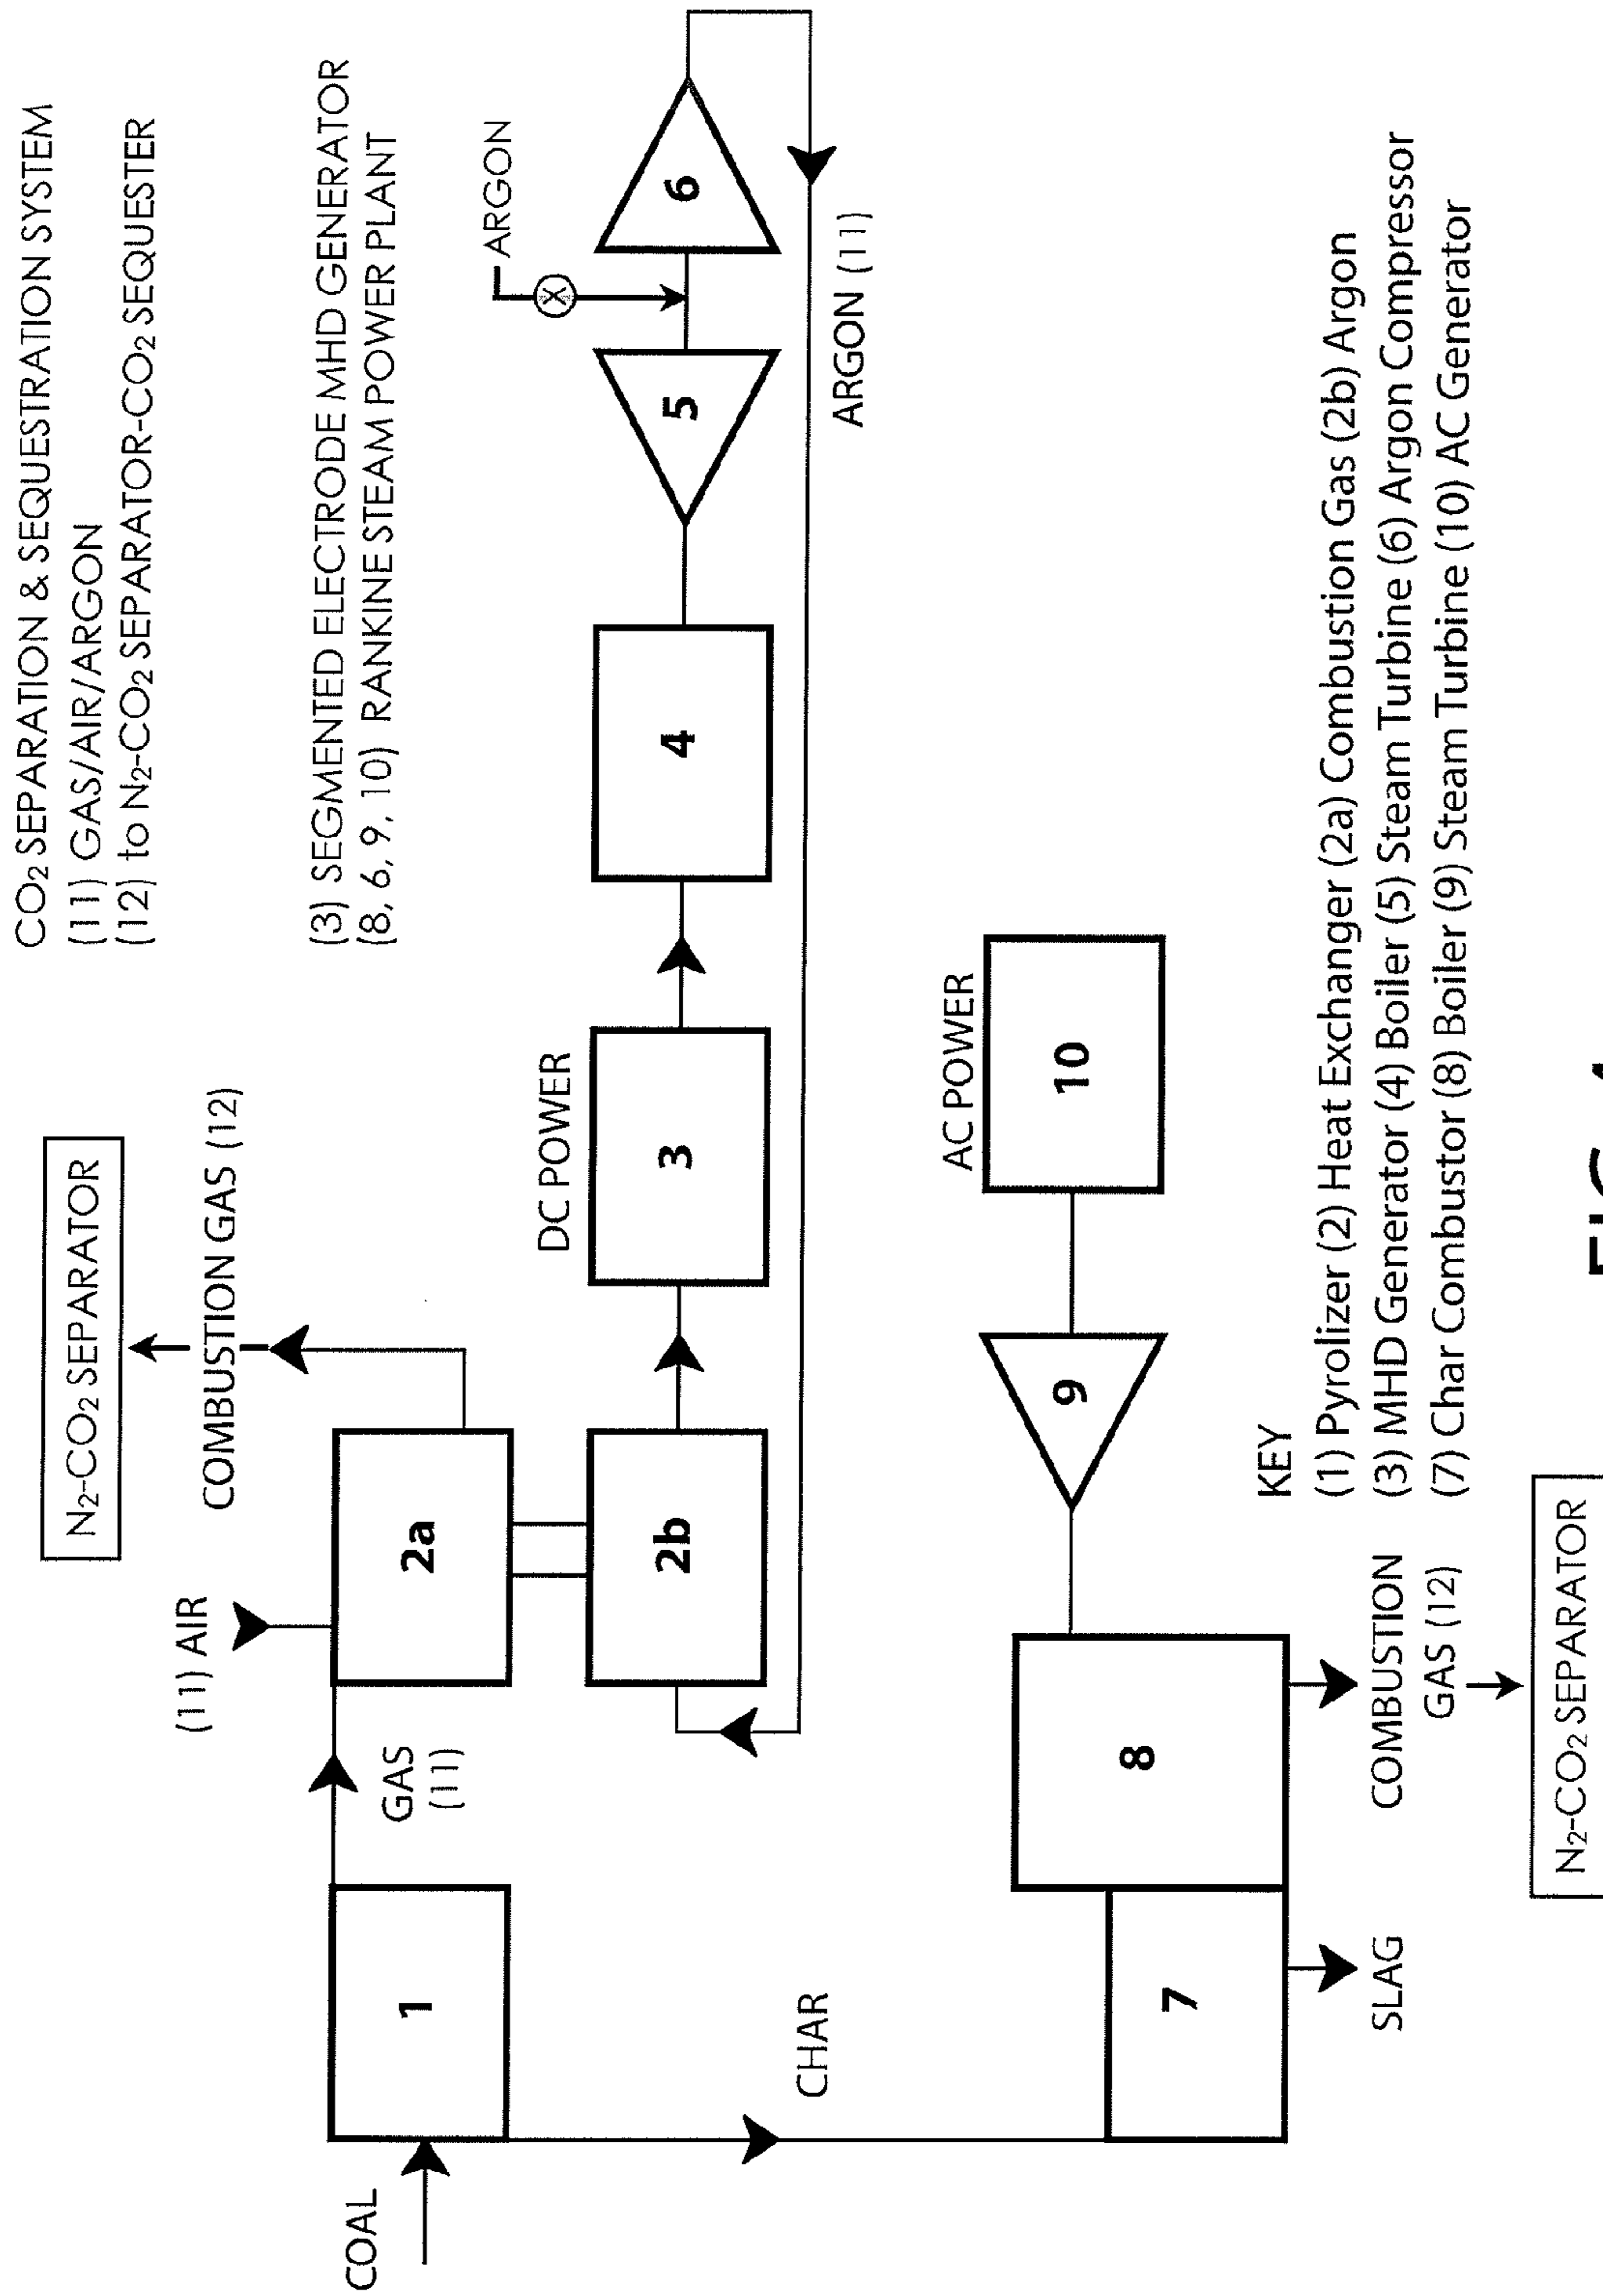 CO₂ SEPARATION & SEQUESTRATION SYSTEM
(11) GAS/AIR/ARGON
(12) to N₂-CO₂ SEPARATOR-CO₂ SEQUESTER
(3) SEGMENTED ELECTRODE MHD GENERATOR
(8, 6, 9, 10) RANKINE STEAM POWER PLANT
N₂-CO₂ SEPARATOR
COMBUSTION GAS (12)
(11) AIR
COAL
1
GAS
(11)
2a
2b
DC POWER
3
4
5
ARGON
X
6
ARGON (11)
CHAR
7
8
9
AC POWER
10
SLAG
COMBUSTION
GAS (12)
N₂-CO₂ SEPARATOR
KEY
(1) Pyrolizer (2) Heat Exchanger (2a) Combustion Gas (2b) Argon
(3) MHD Generator (4) Boiler (5) Steam Turbine (6) Argon Compressor
(7) Char Combustor (8) Boiler (9) Steam Turbine (10) AC Generator